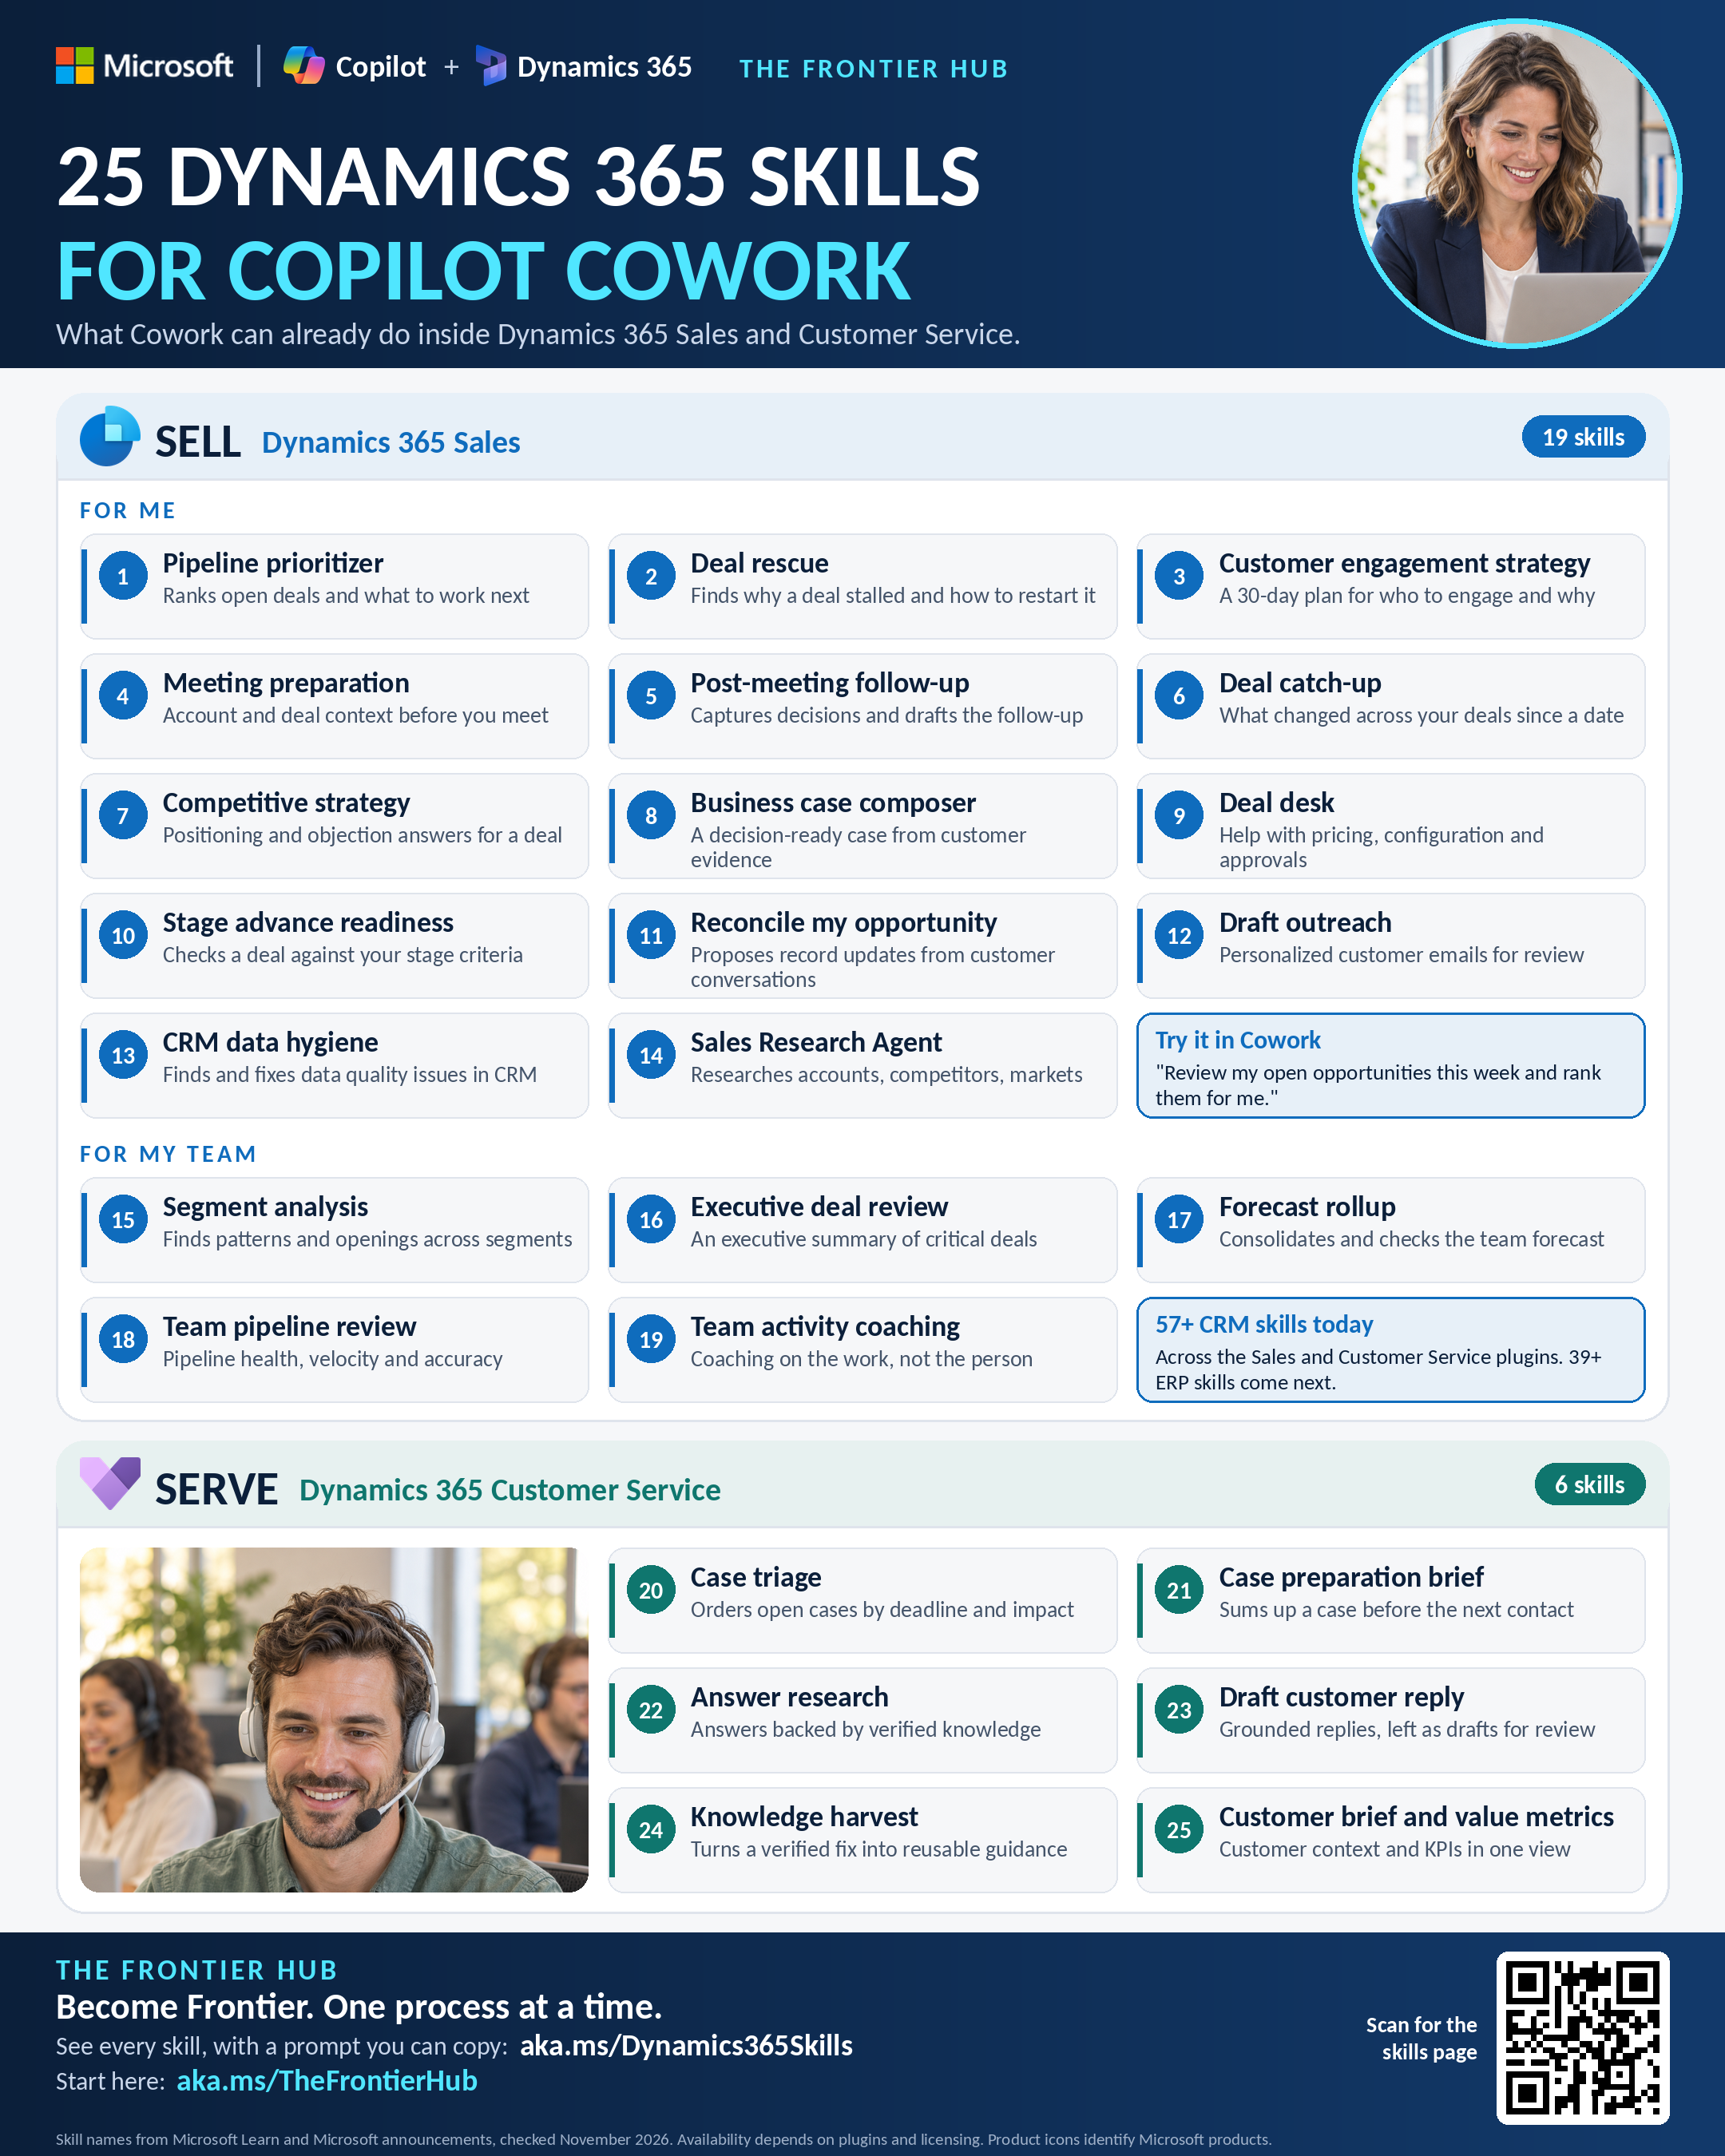 Microsoft | Copilot + Dynamics 365 THE FRONTIER HUB
25 DYNAMICS 365 SKILLS
FOR COPILOT COWORK
What Cowork can already do inside Dynamics 365 Sales and Customer Service.
SELL Dynamics 365 Sales 19 skills
FOR ME
1 Pipeline prioritizer
Ranks open deals and what to work next
2 Deal rescue
Finds why a deal stalled and how to restart it
3 Customer engagement strategy
A 30-day plan for who to engage and why
4 Meeting preparation
Account and deal context before you meet
5 Post-meeting follow-up
Captures decisions and drafts the follow-up
6 Deal catch-up
What changed across your deals since a date
7 Competitive strategy
Positioning and objection answers for a deal
8 Business case composer
A decision-ready case from customer
evidence
9 Deal desk
Help with pricing, configuration and
approvals
10 Stage advance readiness
Checks a deal against your stage criteria
11 Reconcile my opportunity
Proposes record updates from customer
conversations
12 Draft outreach
Personalized customer emails for review
13 CRM data hygiene
Finds and fixes data quality issues in CRM
14 Sales Research Agent
Researches accounts, competitors, markets
Try it in Cowork
"Review my open opportunities this week and rank
them for me."
FOR MY TEAM
15 Segment analysis
Finds patterns and openings across segments
16 Executive deal review
An executive summary of critical deals
17 Forecast rollup
Consolidates and checks the team forecast
18 Team pipeline review
Pipeline health, velocity and accuracy
19 Team activity coaching
Coaching on the work, not the person
57+ CRM skills today
Across the Sales and Customer Service plugins. 39+
ERP skills come next.
SERVE Dynamics 365 Customer Service 6 skills
20 Case triage
Orders open cases by deadline and impact
21 Case preparation brief
Sums up a case before the next contact
22 Answer research
Answers backed by verified knowledge
23 Draft customer reply
Grounded replies, left as drafts for review
24 Knowledge harvest
Turns a verified fix into reusable guidance
25 Customer brief and value metrics
Customer context and KPIs in one view
THE FRONTIER HUB
Become Frontier. One process at a time.
See every skill, with a prompt you can copy: aka.ms/Dynamics365Skills
Start here: aka.ms/TheFrontierHub
Scan for the
skills page
Skill names from Microsoft Learn and Microsoft announcements, checked November 2026. Availability depends on plugins and licensing. Product icons identify Microsoft products.